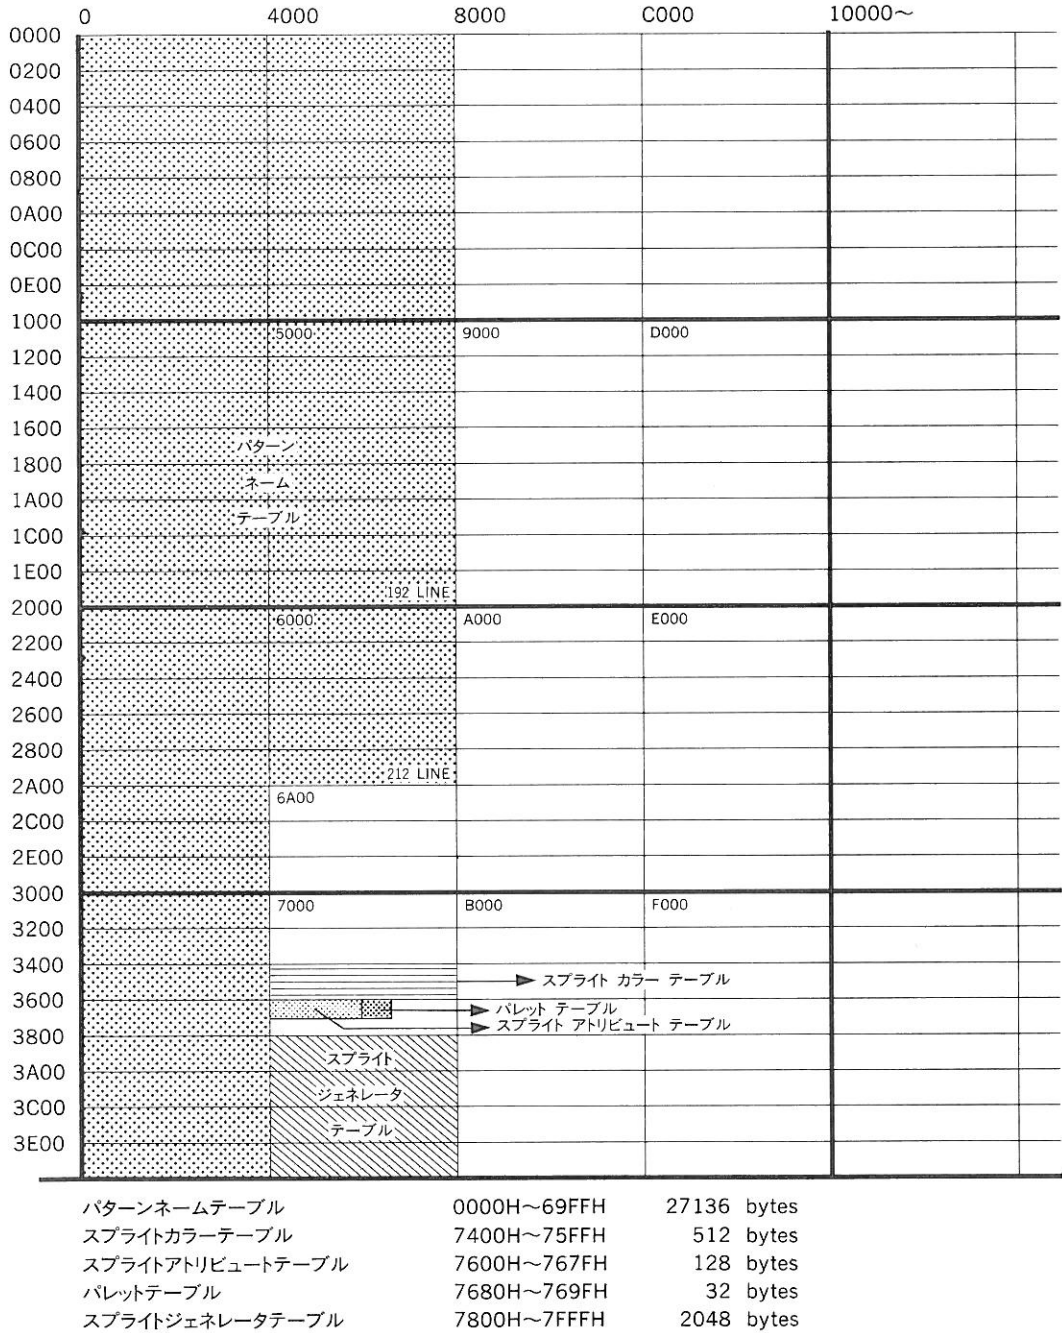 0 4000 8000 C000 10000～
0000
0200
0400
0600
0800
0A00
0C00
0E00
1000
5000 9000 D000
1200
1400
1600
パターン
1800
ネーム
1A00
テーブル
1C00
1E00
192 LINE
2000
6000 A000 E000
2200
2400
2600
2800
212 LINE
2A00
6A00
2C00
2E00
3000
7000 B000 F000
3200
3400
スプライト カラー テーブル
3600
パレット テーブル
スプライト アトリビュート テーブル
3800
スプライト
3A00
ジェネレータ
3C00
テーブル
3E00
パターンネームテーブル 0000H～69FFH 27136 bytes
スプライトカラーテーブル 7400H～75FFH 512 bytes
スプライトアトリビュートテーブル 7600H～767FH 128 bytes
パレットテーブル 7680H～769FH 32 bytes
スプライトジェネレータテーブル 7800H～7FFFH 2048 bytes